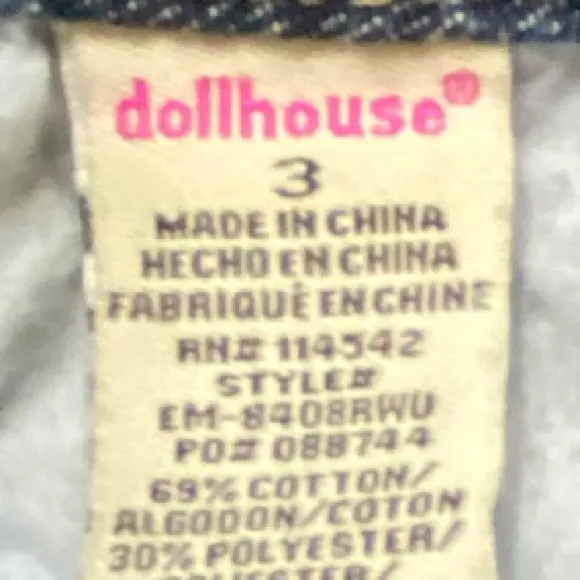 dollhouse®
3
MADE IN CHINA
HECHO EN CHINA
FABRIQUÉ EN CHINE
RN# 114542
STYLE#
EM-8408RWU
PO# 088744
69% COTTON/
ALGODON/COTON
30% POLYESTER/
POLYESTER/